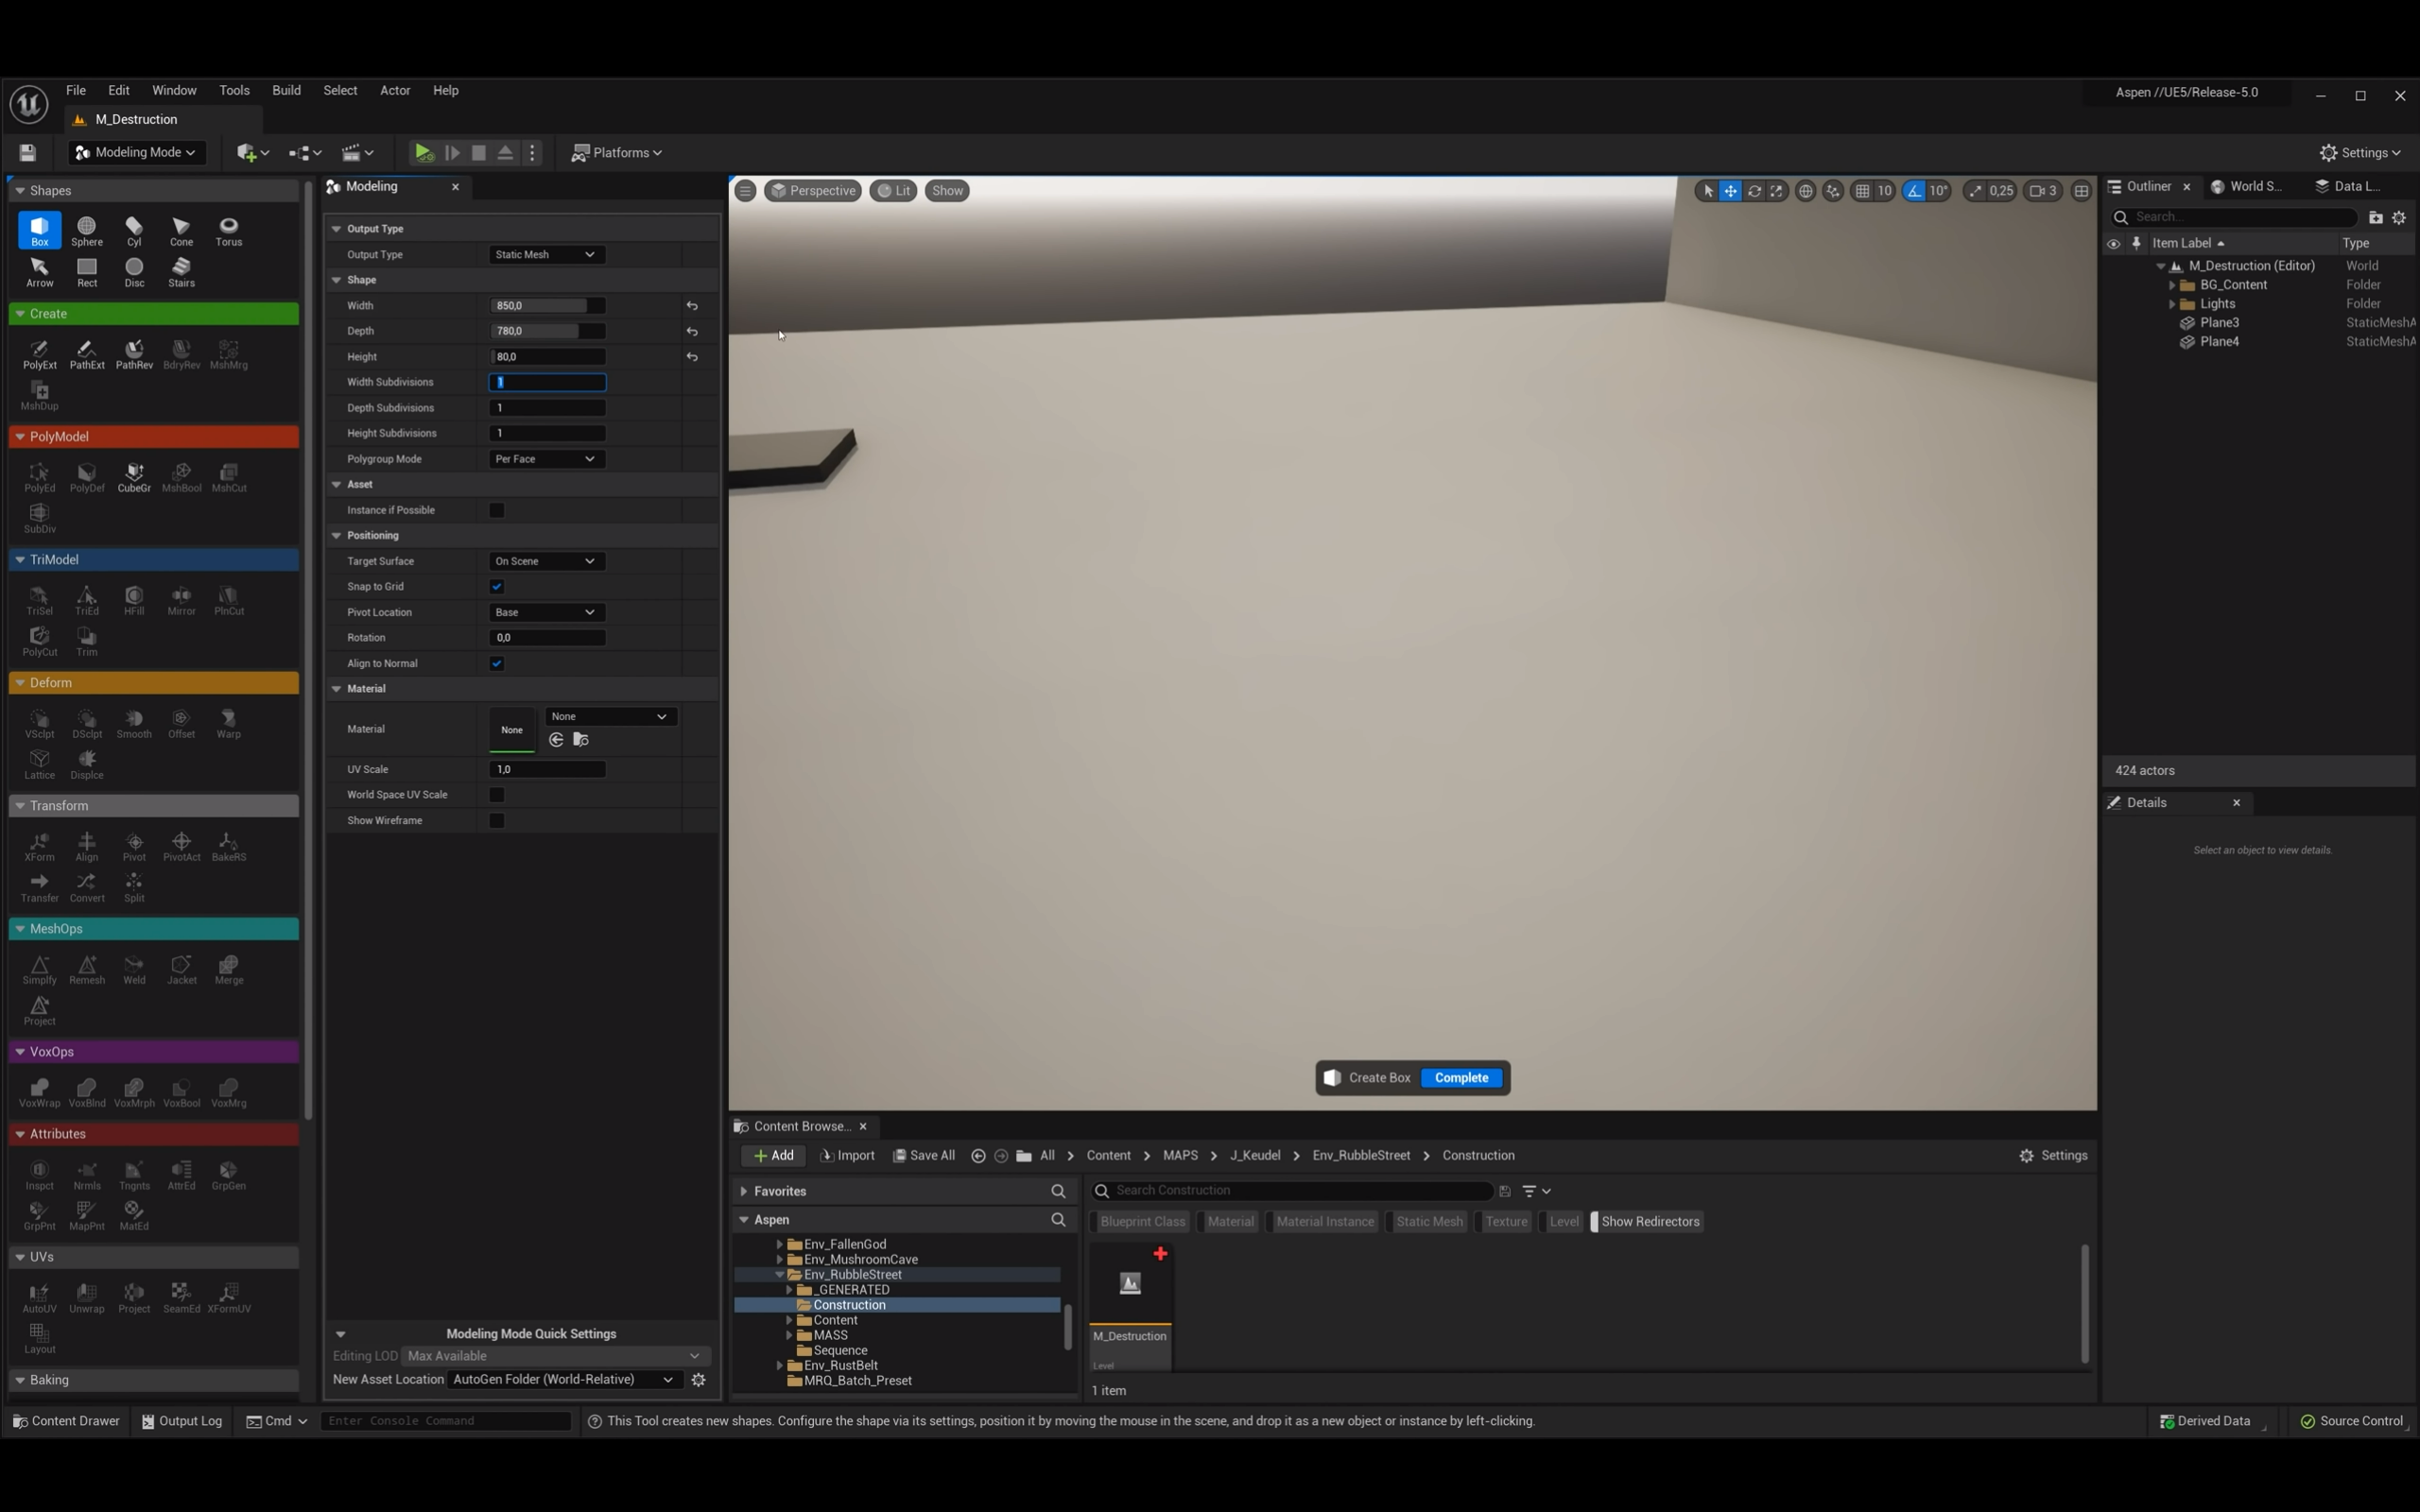 File Edit Window Tools Build Select Actor Help
Aspen //UE5/Release-5.0
M_Destruction
Modeling Mode
Platforms
Settings
Shapes
Box Sphere Cyl Cone Torus
Arrow Rect Disc Stairs
Create
PolyExt PathExt PathRev BdryRev MshMrg
MshDup
PolyModel
PolyEd PolyDef CubeGr MshBool MshCut
SubDiv
TriModel
TriSel TriEd HFill Mirror PlnCut
PolyCut Trim
Deform
VSclpt DSclpt Smooth Offset Warp
Lattice Displce
Transform
XForm Align Pivot PivotAct BakeRS
Transfer Convert Split
MeshOps
Simplfy Remesh Weld Jacket Merge
Project
VoxOps
VoxWrap VoxBlnd VoxMrph VoxBool VoxMrg
Attributes
Inspct Nrmls Tngnts AttrEd GrpGen
GrpPnt MapPnt MatEd
UVs
AutoUV Unwrap Project SeamEd XFormUV
Layout
Baking
Modeling
Output Type
Output Type Static Mesh
Shape
Width 850,0
Depth 780,0
Height 80,0
Width Subdivisions 1
Depth Subdivisions 1
Height Subdivisions 1
Polygroup Mode Per Face
Asset
Instance if Possible
Positioning
Target Surface On Scene
Snap to Grid
Pivot Location Base
Rotation 0,0
Align to Normal
Material
Material None None
UV Scale 1,0
World Space UV Scale
Show Wireframe
Modeling Mode Quick Settings
Editing LOD Max Available
New Asset Location AutoGen Folder (World-Relative)
Perspective Lit Show
10 10° 0,25 3
Create Box Complete
Content Browse...
Add Import Save All All > Content > MAPS > J_Keudel > Env_RubbleStreet > Construction Settings
Favorites
Aspen
Env_FallenGod
Env_MushroomCave
Env_RubbleStreet
_GENERATED
Construction
Content
MASS
Sequence
Env_RustBelt
MRQ_Batch_Preset
Search Construction
Blueprint Class Material Material Instance Static Mesh Texture Level Show Redirectors
M_Destruction
Level
1 item
Outliner World S... Data L...
Search...
Item Label Type
M_Destruction (Editor) World
BG_Content Folder
Lights Folder
Plane3 StaticMeshA
Plane4 StaticMeshA
424 actors
Details
Select an object to view details.
Content Drawer Output Log Cmd Enter Console Command This Tool creates new shapes. Configure the shape via its settings, position it by moving the mouse in the scene, and drop it as a new object or instance by left-clicking. Derived Data Source Control